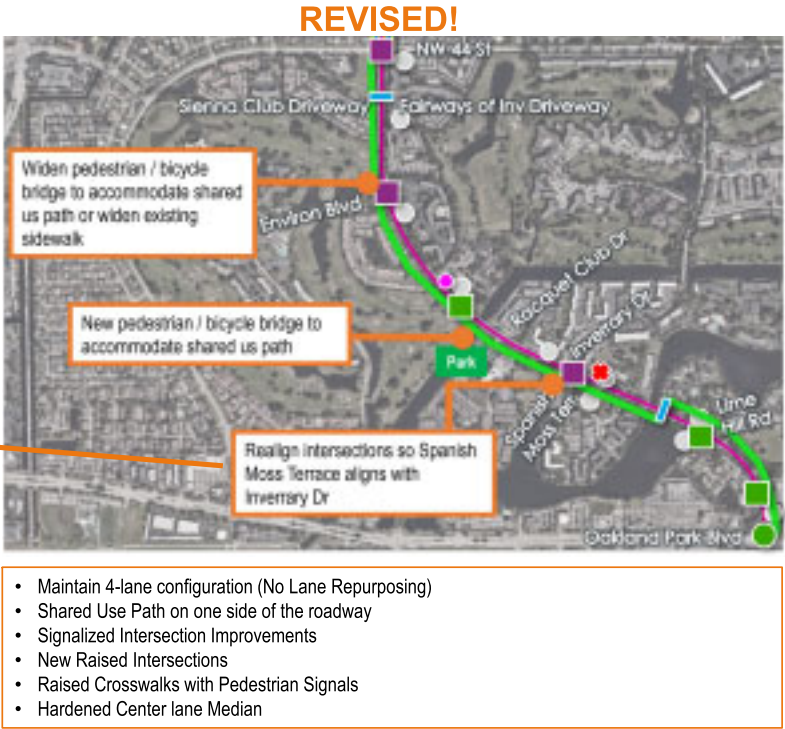 REVISED!
NW 44 St
Sienna Club Driveway
Fairways of Inv Driveway
Widen pedestrian / bicycle
bridge to accommodate shared
us path or widen existing
sidewalk
Environ Blvd
Racquet Club Dr
New pedestrian / bicycle bridge to
accommodate shared us path
Inverrary Dr
Park
Spanish
Moss Terr
Lime
Hill Rd
Realign intersections so Spanish
Moss Terrace aligns with
Inverrary Dr
Oakland Park Blvd
• Maintain 4-lane configuration (No Lane Repurposing)
• Shared Use Path on one side of the roadway
• Signalized Intersection Improvements
• New Raised Intersections
• Raised Crosswalks with Pedestrian Signals
• Hardened Center lane Median